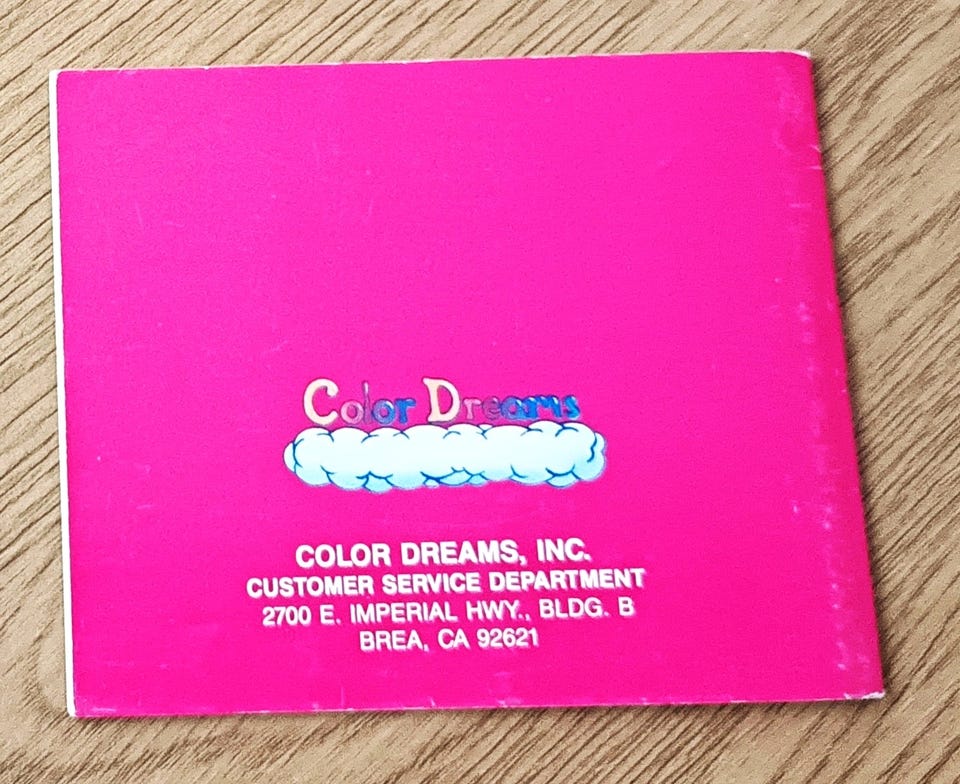 Color Dreams
COLOR DREAMS, INC.
CUSTOMER SERVICE DEPARTMENT
2700 E. IMPERIAL HWY., BLDG. B
BREA, CA 92621